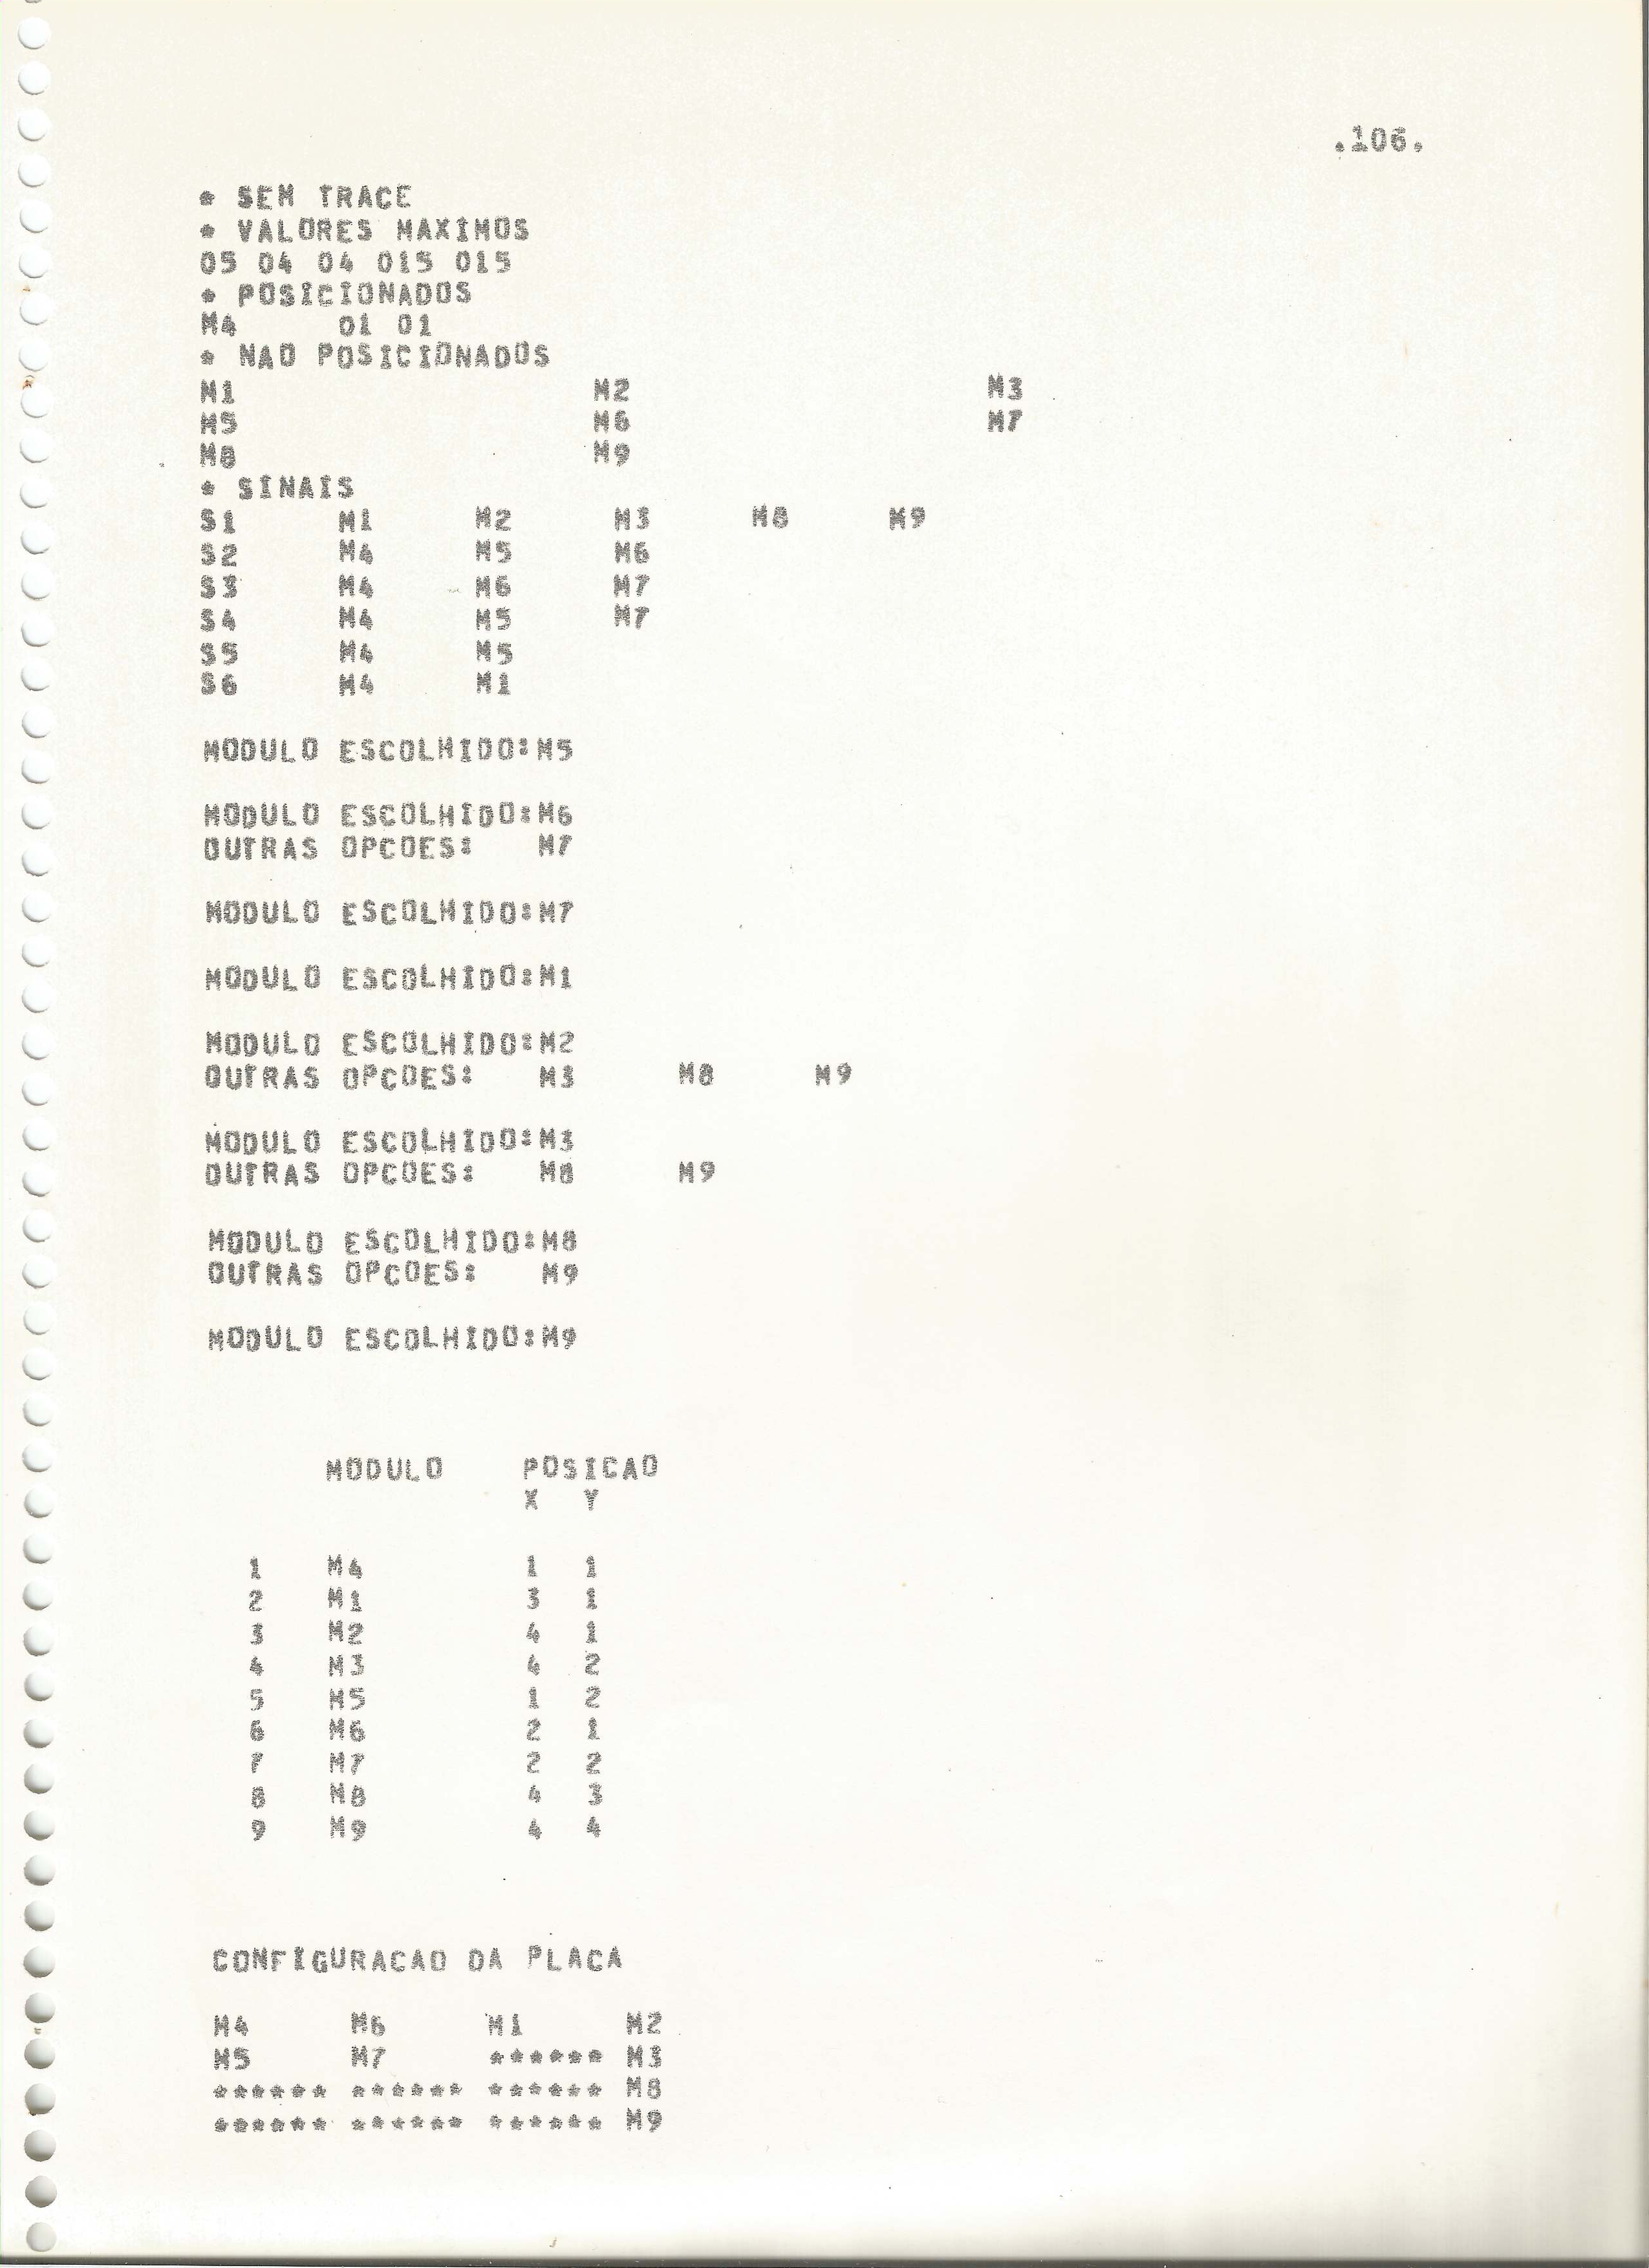 .106.
* SEM TRACE
* VALORES MAXIMOS
05 04 04 015 015
* POSICIONADOS
M4 01 01
* NAO POSICIONADOS
M1 M2 M3
M5 M6 M7
M8 M9
* SINAIS
S1 M1 M2 M3 M8 M9
S2 M4 M5 M6
S3 M4 M6 M7
S4 M4 M5 M7
S5 M4 M5
S6 M4 M1
MODULO ESCOLHIDO:M5
MODULO ESCOLHIDO:M6
OUTRAS OPCOES: M7
MODULO ESCOLHIDO:M7
MODULO ESCOLHIDO:M1
MODULO ESCOLHIDO:M2
OUTRAS OPCOES: M3 M8 M9
MODULO ESCOLHIDO:M3
OUTRAS OPCOES: M8 M9
MODULO ESCOLHIDO:M8
OUTRAS OPCOES: M9
MODULO ESCOLHIDO:M9
MODULO POSICAO
X Y
1 M4 1 1
2 M1 3 1
3 M2 4 1
4 M3 4 2
5 M5 1 2
6 M6 2 1
7 M7 2 2
8 M8 4 3
9 M9 4 4
CONFIGURACAO DA PLACA
M4 M6 M1 M2
M5 M7 ****** M3
****** ****** ****** M8
****** ****** ****** M9